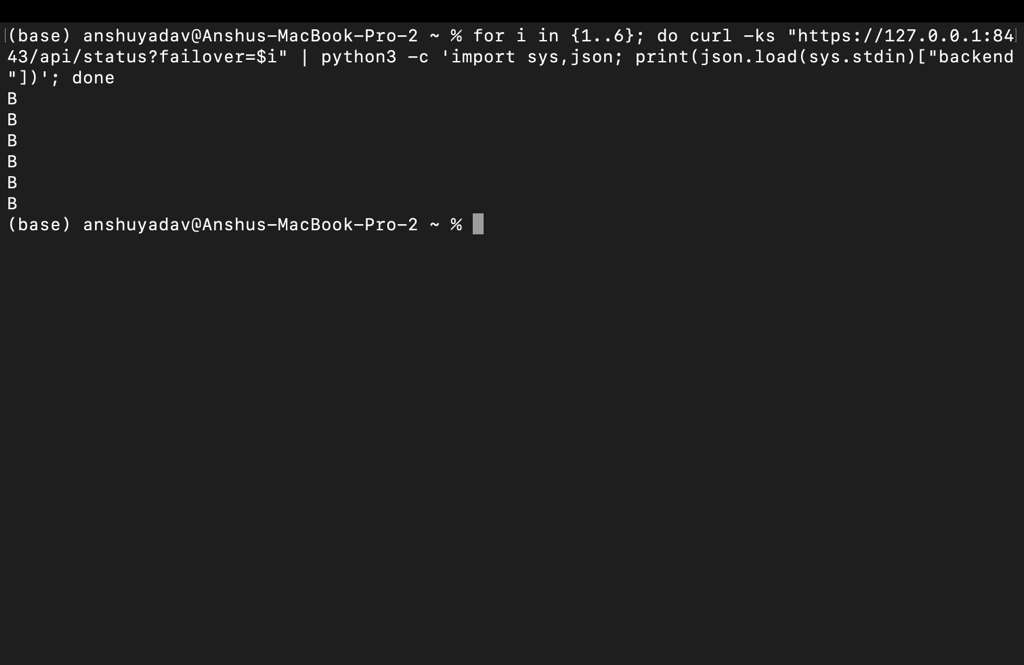 (base) anshuyadav@Anshus-MacBook-Pro-2 ~ % for i in {1..6}; do curl -ks "https://127.0.0.1:84
43/api/status?failover=$i" | python3 -c 'import sys,json; print(json.load(sys.stdin)["backend
"])'; done
B
B
B
B
B
B
(base) anshuyadav@Anshus-MacBook-Pro-2 ~ %